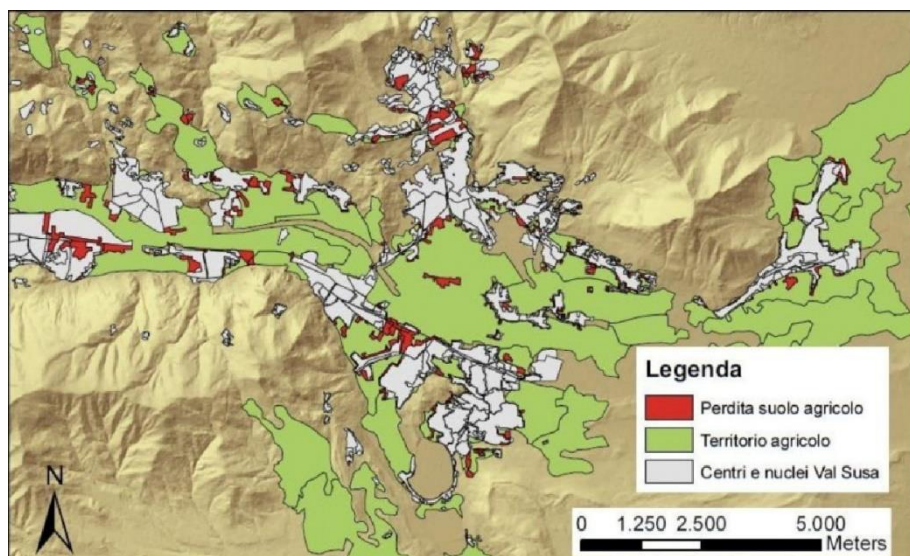 Legenda
Perdita suolo agricolo
Territorio agricolo
Centri e nuclei Val Susa
N
0 1.250 2.500 5.000
Meters